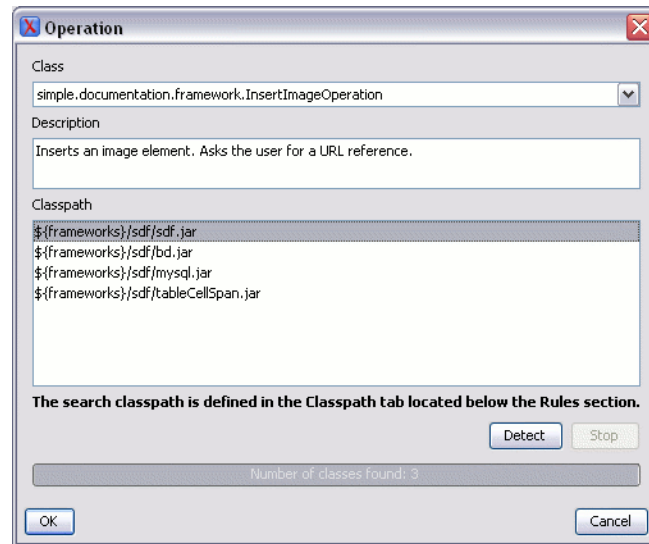 Operation
Class
simple.documentation.framework.InsertImageOperation
Description
Inserts an image element. Asks the user for a URL reference.
Classpath
${frameworks}/sdf/sdf.jar
${frameworks}/sdf/bd.jar
${frameworks}/sdf/mysql.jar
${frameworks}/sdf/tableCellSpan.jar
The search classpath is defined in the Classpath tab located below the Rules section.
Detect Stop
Number of classes found: 3
OK Cancel